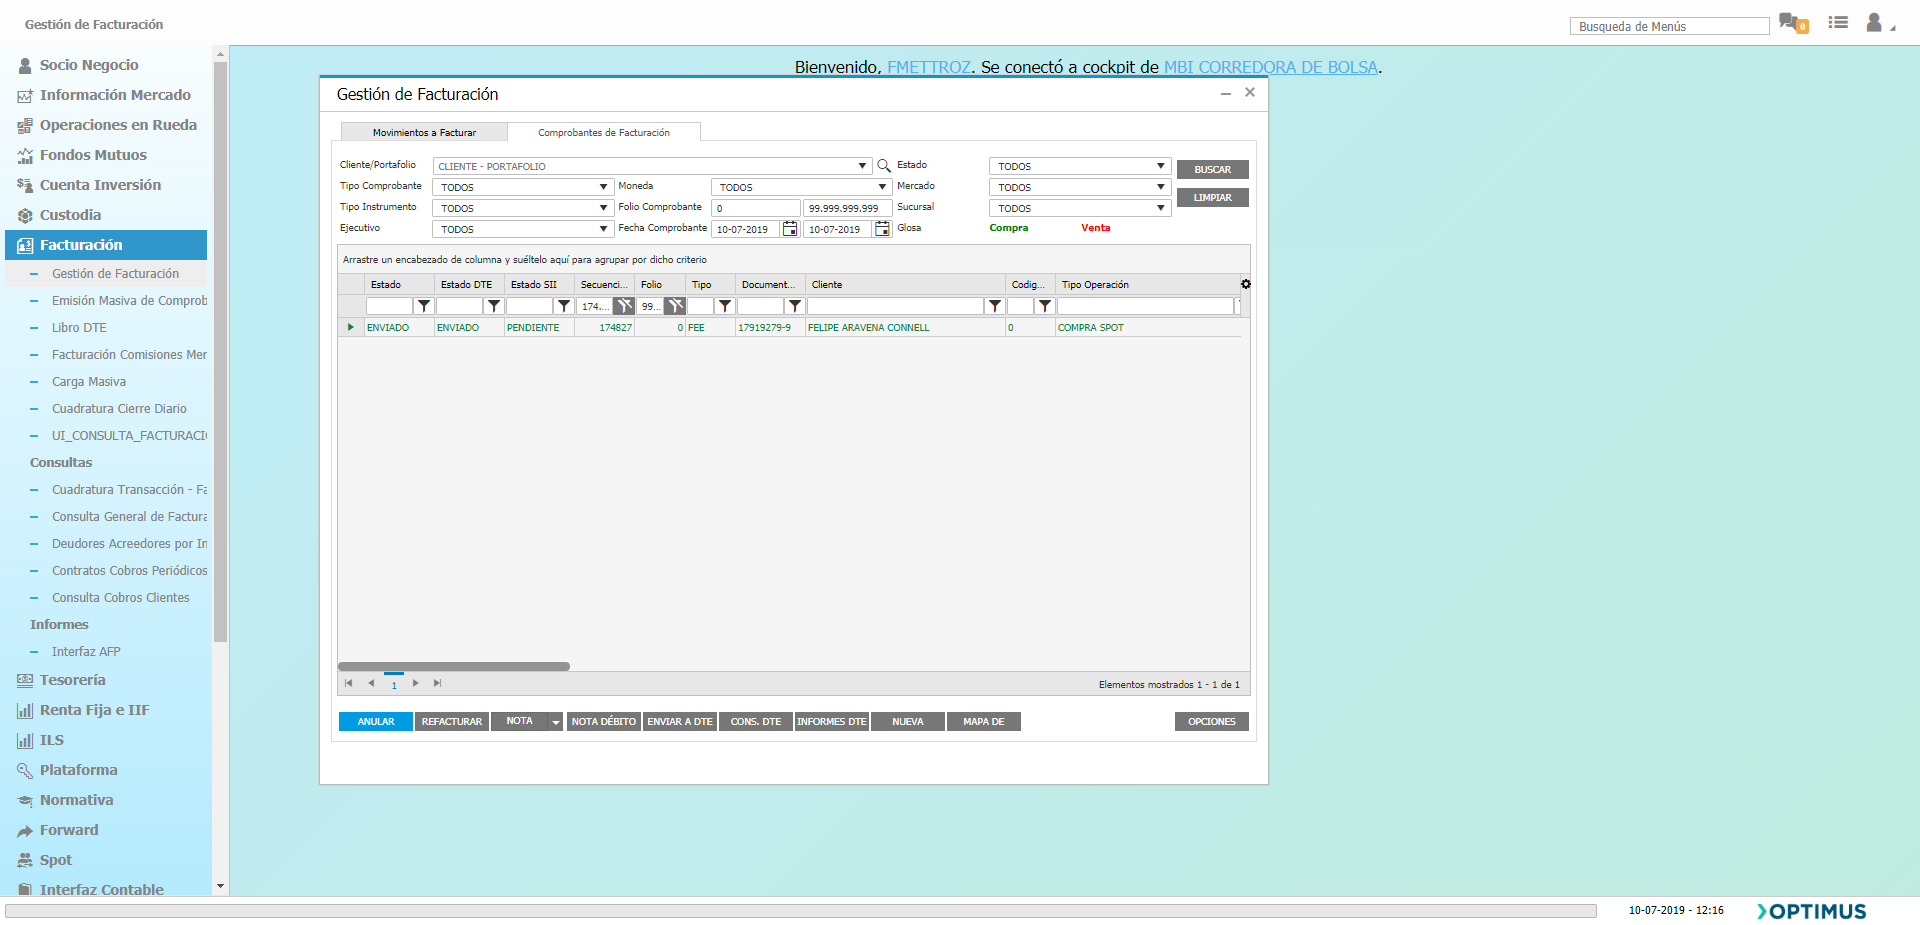 Gestión de Facturación
Busqueda de Menús
0
Socio Negocio
Información Mercado
Operaciones en Rueda
Fondos Mutuos
Cuenta Inversión
Custodia
Facturación
Gestión de Facturación
Emisión Masiva de Comprob
Libro DTE
Facturación Comisiones Mer
Carga Masiva
Cuadratura Cierre Diario
UI_CONSULTA_FACTURACI
Consultas
Cuadratura Transacción - Fa
Consulta General de Factura
Deudores Acreedores por In
Contratos Cobros Periódicos
Consulta Cobros Clientes
Informes
Interfaz AFP
Tesorería
Renta Fija e IIF
ILS
Plataforma
Normativa
Forward
Spot
Interfaz Contable
Bienvenido, FMETTROZ. Se conectó a cockpit de MBI CORREDORA DE BOLSA.
Gestión de Facturación
Movimientos a Facturar Comprobantes de Facturación
Cliente/Portafolio CLIENTE - PORTAFOLIO Estado TODOS BUSCAR
Tipo Comprobante TODOS Moneda TODOS Mercado TODOS
LIMPIAR
Tipo Instrumento TODOS Folio Comprobante 0 99.999.999.999 Sucursal TODOS
Ejecutivo TODOS Fecha Comprobante 10-07-2019 10-07-2019 Glosa Compra Venta
Arrastre un encabezado de columna y suéltelo aquí para agrupar por dicho criterio
Estado Estado DTE Estado SII Secuenci... Folio Tipo Document... Cliente Codig... Tipo Operación
174.... 99...
ENVIADO ENVIADO PENDIENTE 174827 0 FEE 17919279-9 FELIPE ARAVENA CONNELL 0 COMPRA SPOT
1 Elementos mostrados 1 - 1 de 1
ANULAR REFACTURAR NOTA NOTA DÉBITO ENVIAR A DTE CONS. DTE INFORMES DTE NUEVA MAPA DE OPCIONES
10-07-2019 - 12:16 OPTIMUS